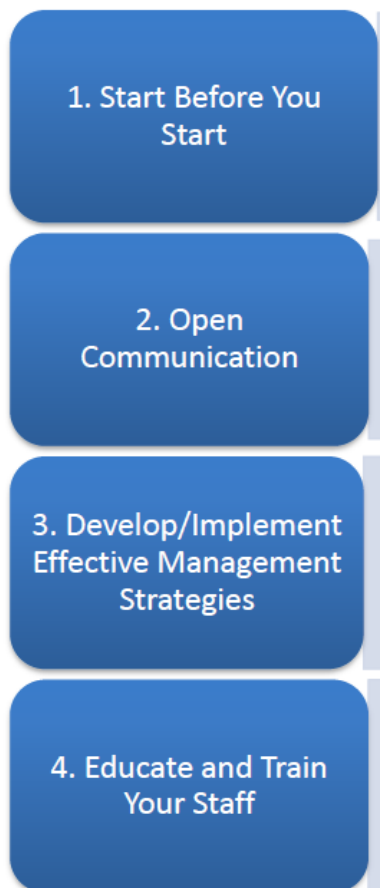 1. Start Before You
Start
2. Open
Communication
3. Develop/Implement
Effective Management
Strategies
4. Educate and Train
Your Staff